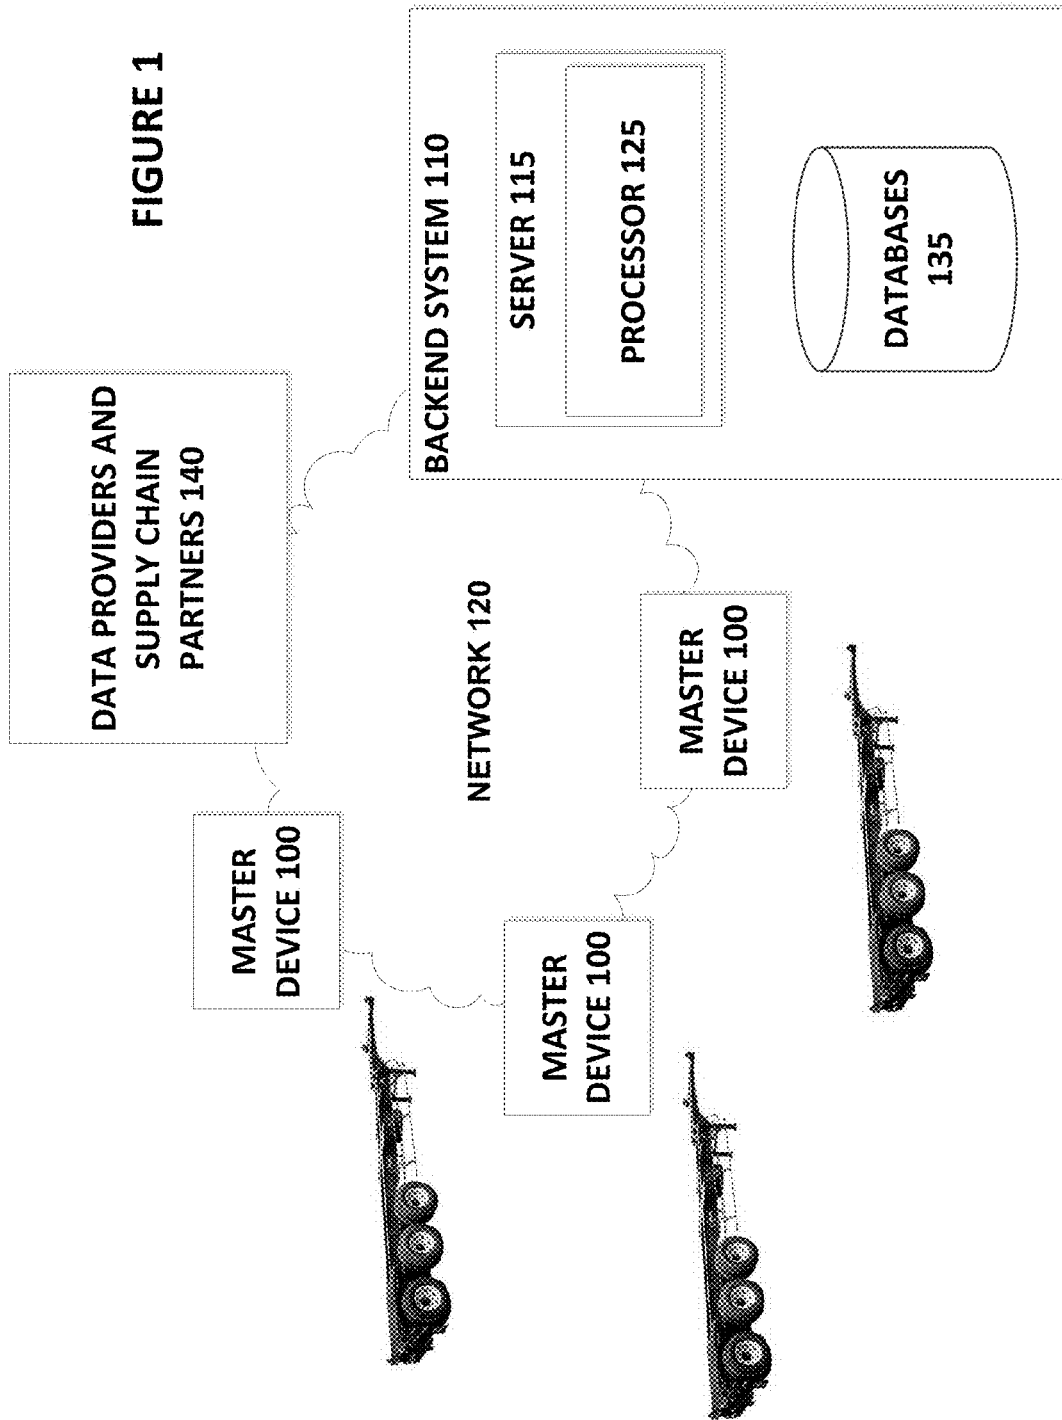 FIGURE 1
DATA PROVIDERS AND
SUPPLY CHAIN
PARTNERS 140
MASTER
DEVICE 100
NETWORK 120
BACKEND SYSTEM 110
SERVER 115
PROCESSOR 125
DATABASES
135
MASTER
DEVICE 100
MASTER
DEVICE 100